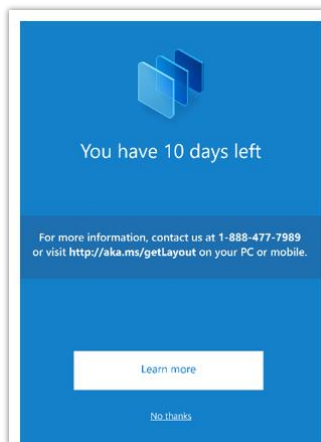 You have 10 days left
For more information, contact us at 1-888-477-7989
or visit http://aka.ms/getLayout on your PC or mobile.
Learn more
No thanks